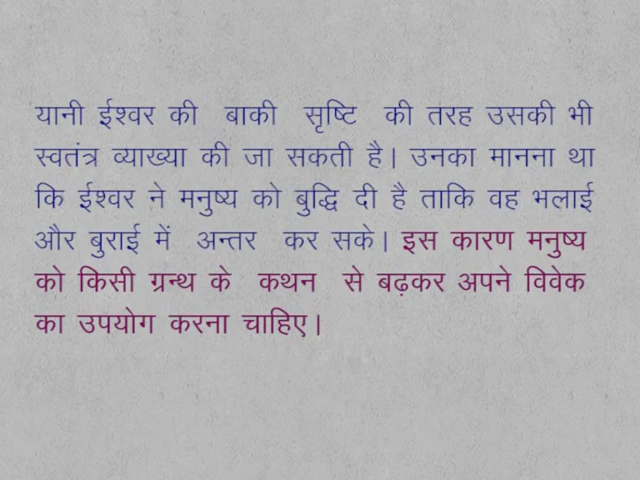 यानी ईश्वर की बाकी सृष्टि की तरह उसकी भी
स्वतंत्र व्याख्या की जा सकती है। उनका मानना था
कि ईश्वर ने मनुष्य को बुद्धि दी है ताकि वह भलाई
और बुराई में अन्तर कर सके। इस कारण मनुष्य
को किसी ग्रन्थ के कथन से बढ़कर अपने विवेक
का उपयोग करना चाहिए।